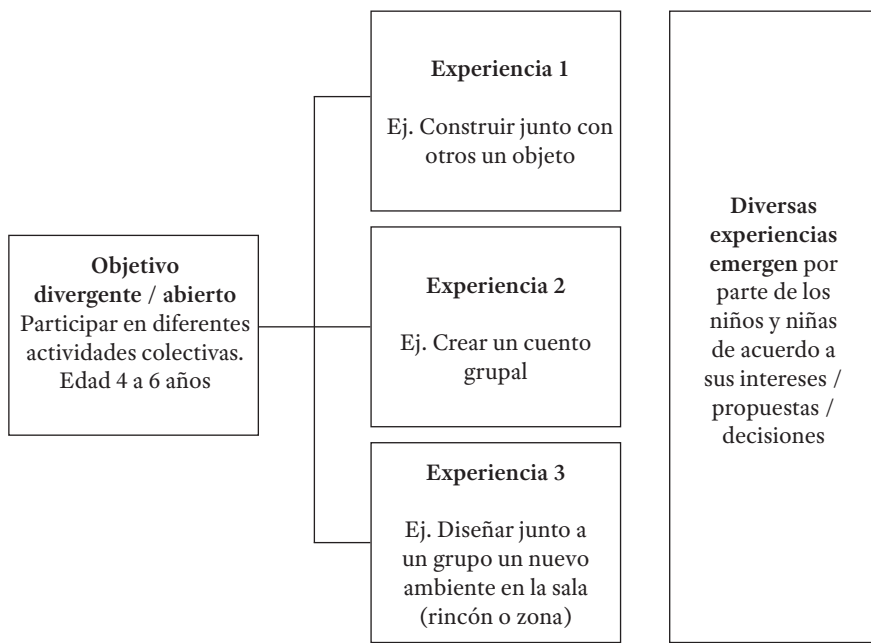 Objetivo
divergente / abierto
Participar en diferentes
actividades colectivas.
Edad 4 a 6 años
Experiencia 1
Ej. Construir junto con
otros un objeto
Experiencia 2
Ej. Crear un cuento
grupal
Experiencia 3
Ej. Diseñar junto a
un grupo un nuevo
ambiente en la sala
(rincón o zona)
Diversas
experiencias
emergen por
parte de los
niños y niñas
de acuerdo a
sus intereses /
propuestas /
decisiones